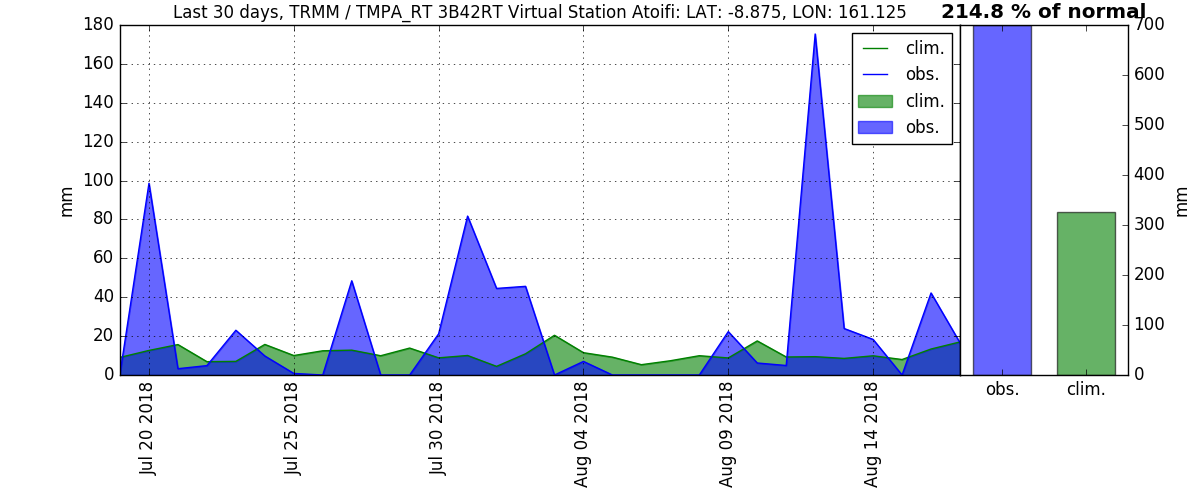 Last 30 days, TRMM / TMPA_RT 3B42RT Virtual Station Atoifi: LAT: -8.875, LON: 161.125
214.8 % of normal
180
160
140
120
100
80
60
40
20
0
mm
clim.
obs.
clim.
obs.
Jul 20 2018
Jul 25 2018
Jul 30 2018
Aug 04 2018
Aug 09 2018
Aug 14 2018
700
600
500
400
300
200
100
0
mm
obs.
clim.